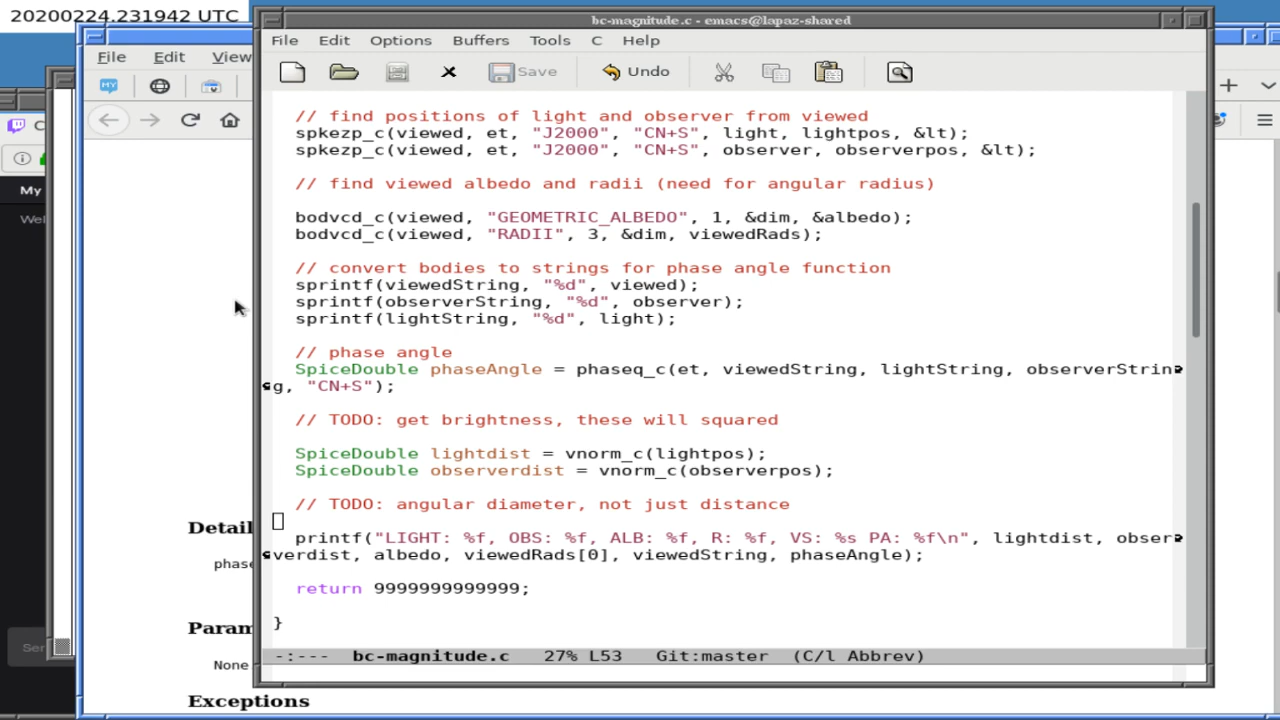 20200224.231942 UTC
bc-magnitude.c - emacs@lapaz-shared
File Edit Options Buffers Tools C Help
Save Undo
File Edit View
My
Wel
Ser
// find positions of light and observer from viewed
spkezp_c(viewed, et, "J2000", "CN+S", light, lightpos, &lt);
spkezp_c(viewed, et, "J2000", "CN+S", observer, observerpos, &lt);
// find viewed albedo and radii (need for angular radius)
bodvcd_c(viewed, "GEOMETRIC_ALBEDO", 1, &dim, &albedo);
bodvcd_c(viewed, "RADII", 3, &dim, viewedRads);
// convert bodies to strings for phase angle function
sprintf(viewedString, "%d", viewed);
sprintf(observerString, "%d", observer);
sprintf(lightString, "%d", light);
// phase angle
SpiceDouble phaseAngle = phaseq_c(et, viewedString, lightString, observerStrin
g, "CN+S");
// TODO: get brightness, these will squared
SpiceDouble lightdist = vnorm_c(lightpos);
SpiceDouble observerdist = vnorm_c(observerpos);
// TODO: angular diameter, not just distance
printf("LIGHT: %f, OBS: %f, ALB: %f, R: %f, VS: %s PA: %f\n", lightdist, obser
verdist, albedo, viewedRads[0], viewedString, phaseAngle);
return 9999999999999;
}
-:--- bc-magnitude.c 27% L53 Git:master (C/l Abbrev)
Detail
phase
Param
None
Exceptions